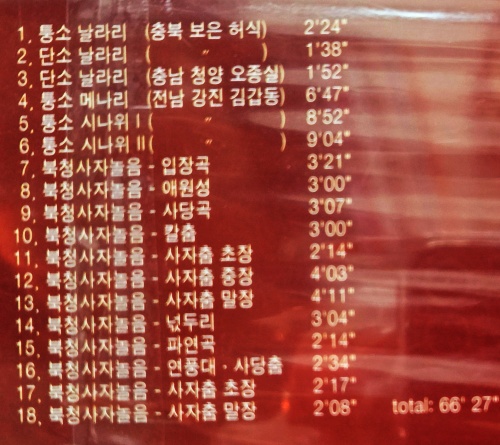 1. 퉁소 날라리 (충북 보은 허식) 2'24"
2. 단소 날라리 ( " ) 1'38"
3. 단소 날라리 (충남 청양 오종실) 1'52"
4. 퉁소 메나리 (전남 강진 김갑동) 6'47"
5. 퉁소 시나위 I ( " ) 8'52"
6. 퉁소 시나위 II ( " ) 9'04"
7. 북청사자놀음 - 입장곡 3'21"
8. 북청사자놀음 - 애원성 3'00"
9. 북청사자놀음 - 사당곡 3'07"
10. 북청사자놀음 - 칼춤 3'00"
11. 북청사자놀음 - 사자춤 초장 2'14"
12. 북청사자놀음 - 사자춤 중장 4'03"
13. 북청사자놀음 - 사자춤 말장 4'11"
14. 북청사자놀음 - 넋두리 3'04"
15. 북청사자놀음 - 파연곡 2'14"
16. 북청사자놀음 - 연풍대 · 사당춤 2'34"
17. 북청사자놀음 - 사자춤 초장 2'17"
18. 북청사자놀음 - 사자춤 말장 2'08" total: 66' 27"